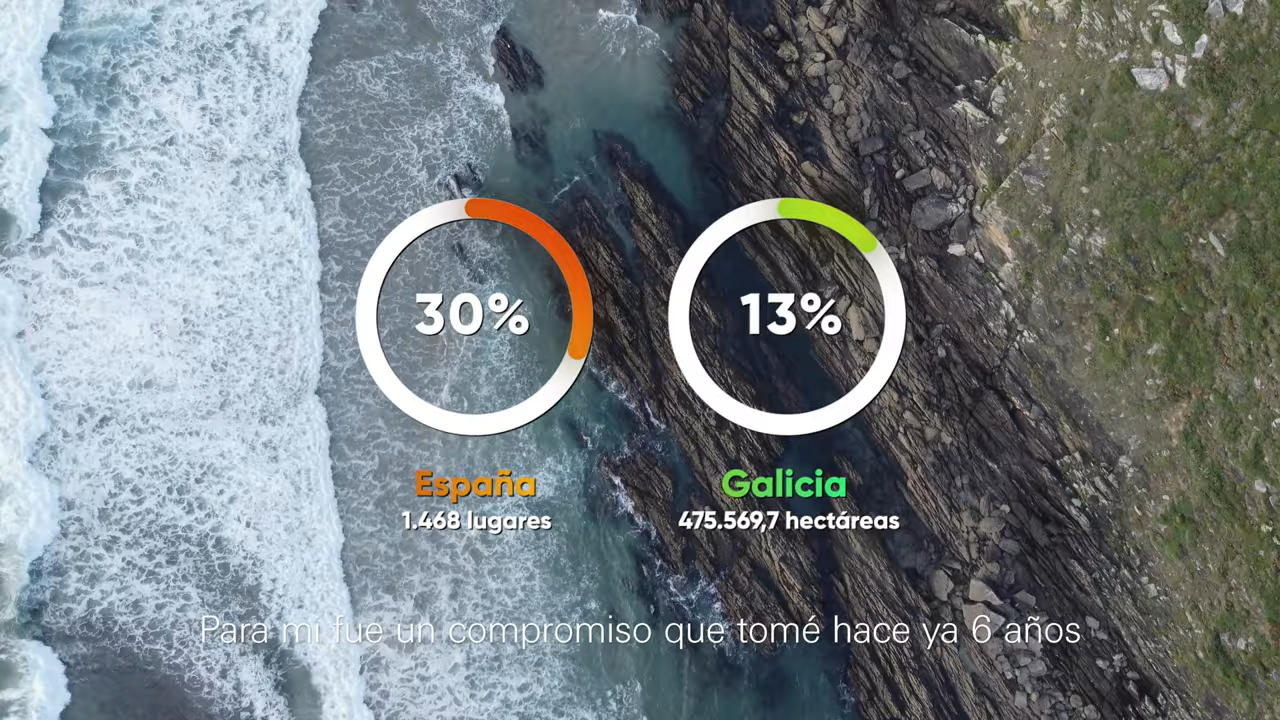 30%
13%
España
1.468 lugares
Galicia
475.569,7 hectáreas
Para mi fue un compromiso que tomé hace ya 6 años